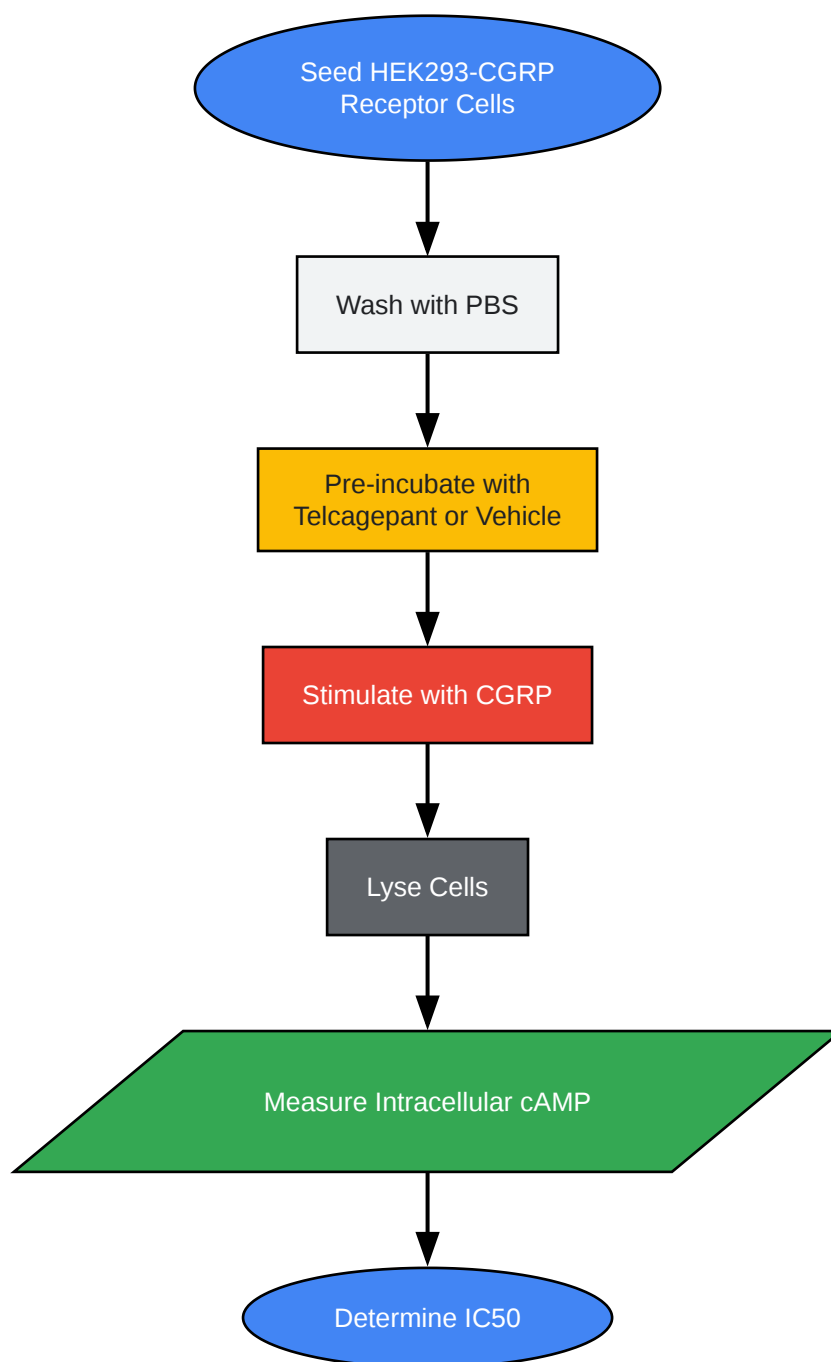 Seed HEK293-CGRP
Receptor Cells
Wash with PBS
Pre-incubate with
Telcagepant or Vehicle
Stimulate with CGRP
Lyse Cells
Measure Intracellular cAMP
Determine IC50